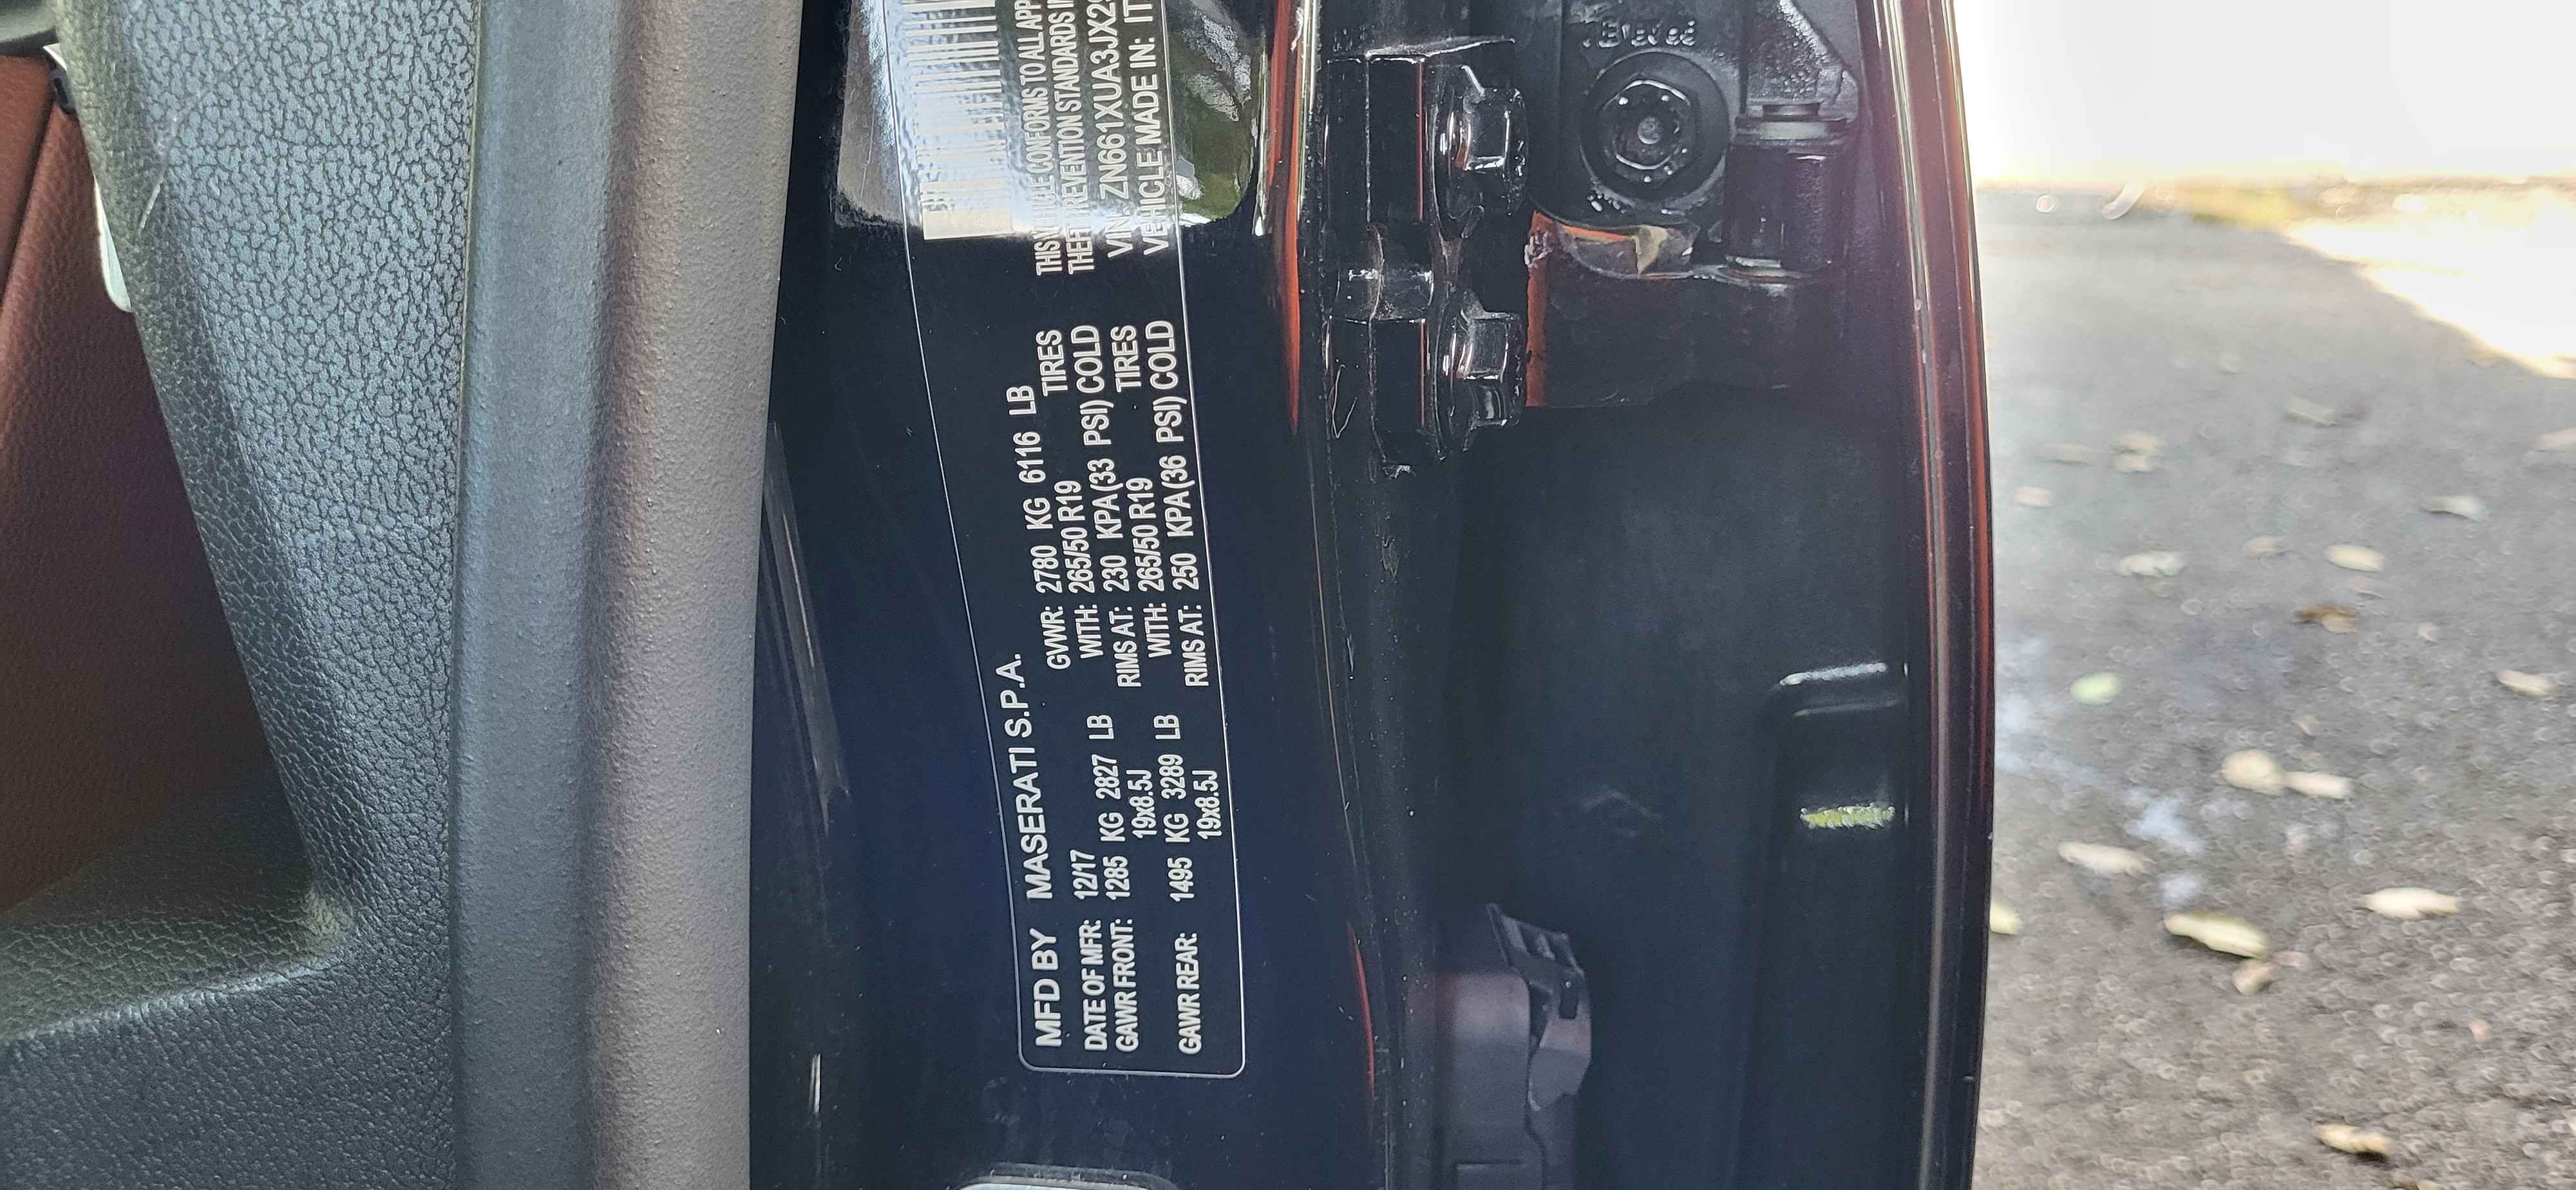 MFD BY MASERATI S.P.A.
DATE OF MFR: 12/17
GAWR FRONT: 1285 KG 2827 LB
19x8.5J
GAWR REAR: 1495 KG 3289 LB
19x8.5J
GVWR: 2780 KG 6116 LB
WITH: 265/50 R19 TIRES
RIMS AT: 230 KPA(33 PSI) COLD
WITH: 265/50 R19 TIRES
RIMS AT: 250 KPA(36 PSI) COLD
THIS VEHICLE CONFORMS TO ALL APP
THEFT PREVENTION STANDARDS
VIN: ZN661XUA3JX2
VEHICLE MADE IN: IT